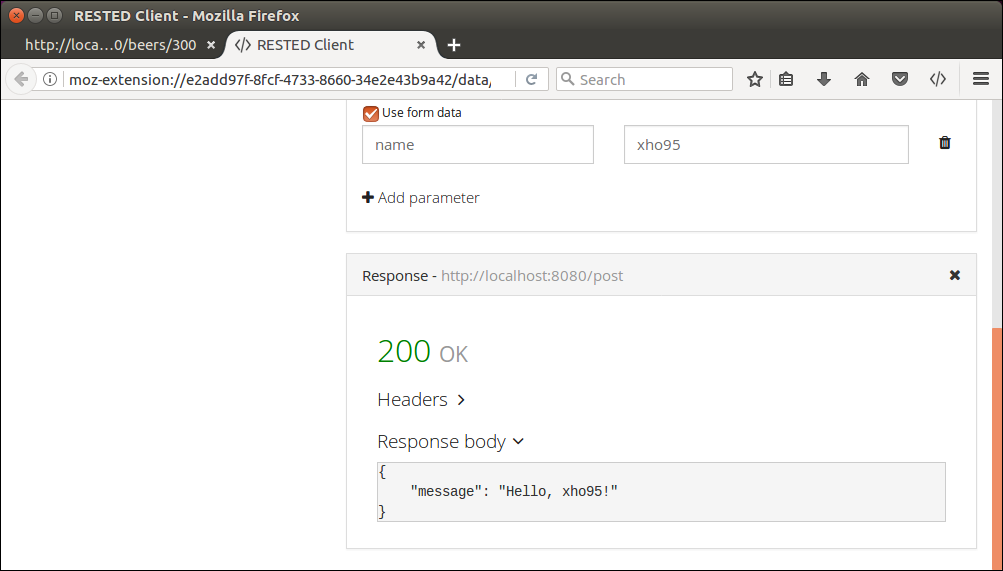 RESTED Client - Mozilla Firefox
http://loca...0/beers/300
</> RESTED Client
moz-extension://e2add97f-8fcf-4733-8660-34e2e43b9a42/data/
Search
Use form data
name
xho95
Add parameter
Response - http://localhost:8080/post
200 OK
Headers
Response body
{
    "message": "Hello, xho95!"
}